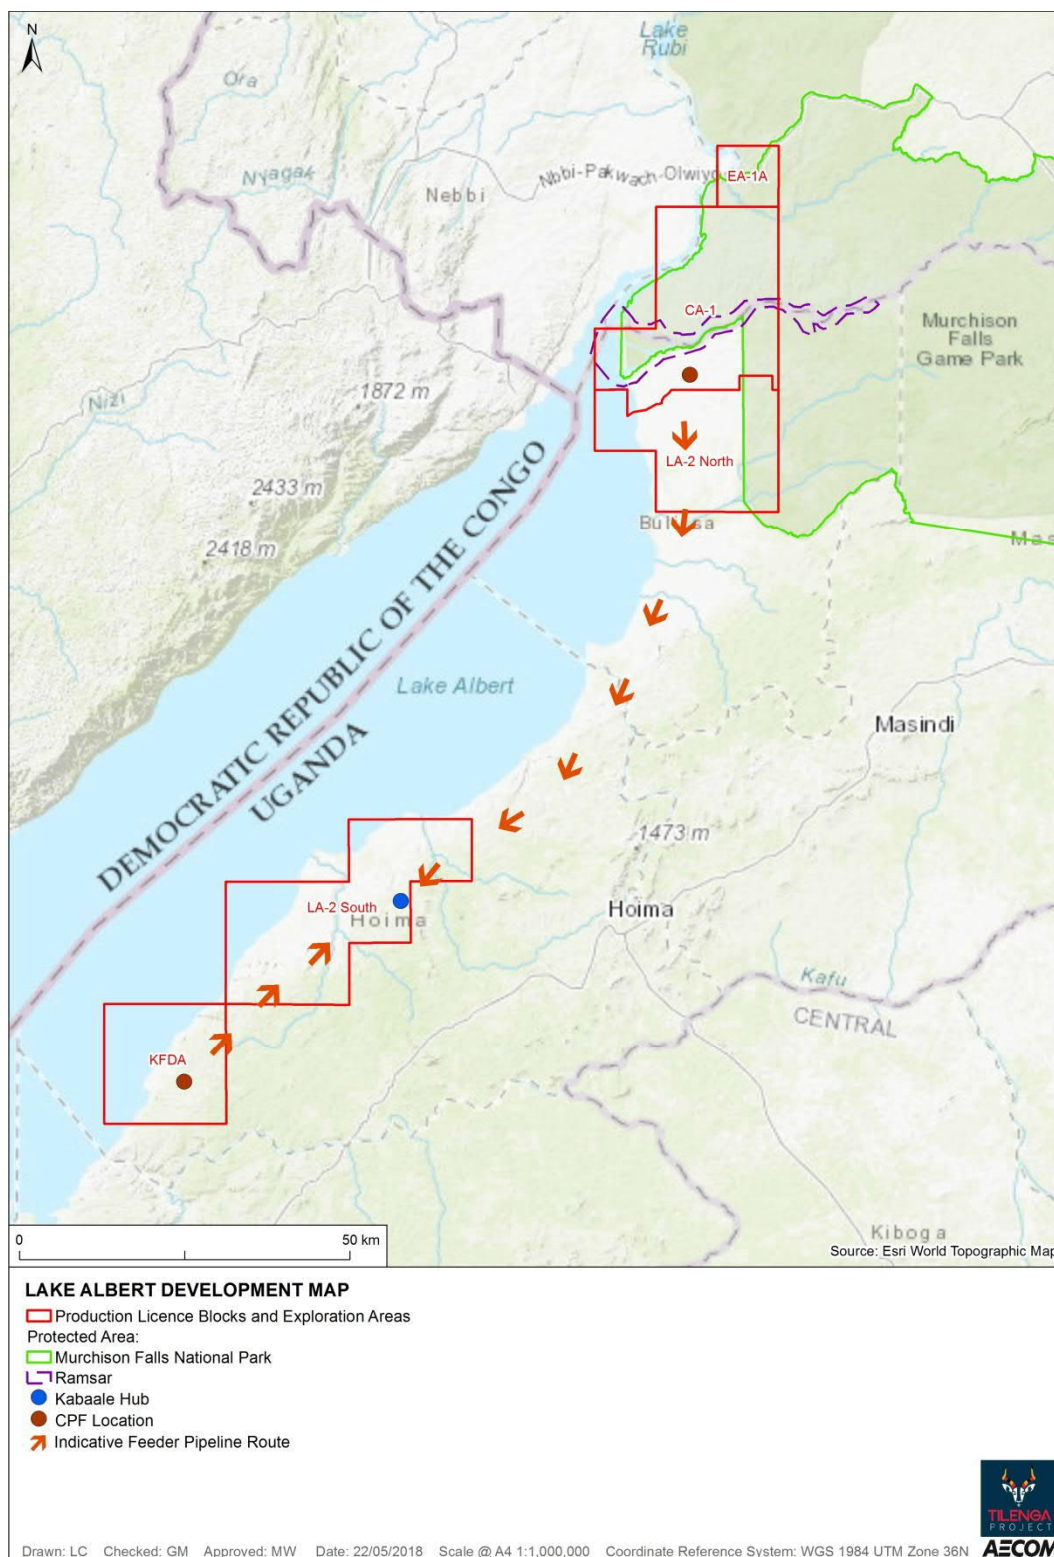 N
Lake
Rubi
Ora
Nyagak
Nebbi
Nbbi-Pakwach-Olwiyo
EA-1A
CA-1
Murchison
Falls
Game Park
1872 m
Nizi
LA-2 North
2433 m
2418 m
Mas
DEMOCRATIC REPUBLIC OF THE CONGO
UGANDA
Lake Albert
Masindi
1473 m
LA-2 South
Hoima
Hoima
Kafu
CENTRAL
KFDA
Kiboga
0 50 km
Source: Esri World Topographic Map
LAKE ALBERT DEVELOPMENT MAP
Production Licence Blocks and Exploration Areas
Protected Area:
Murchison Falls National Park
Ramsar
Kabaale Hub
CPF Location
Indicative Feeder Pipeline Route
TILENGA
PROJECT
Drawn: LC Checked: GM Approved: MW Date: 22/05/2018 Scale @ A4 1:1,000,000 Coordinate Reference System: WGS 1984 UTM Zone 36N AECOM